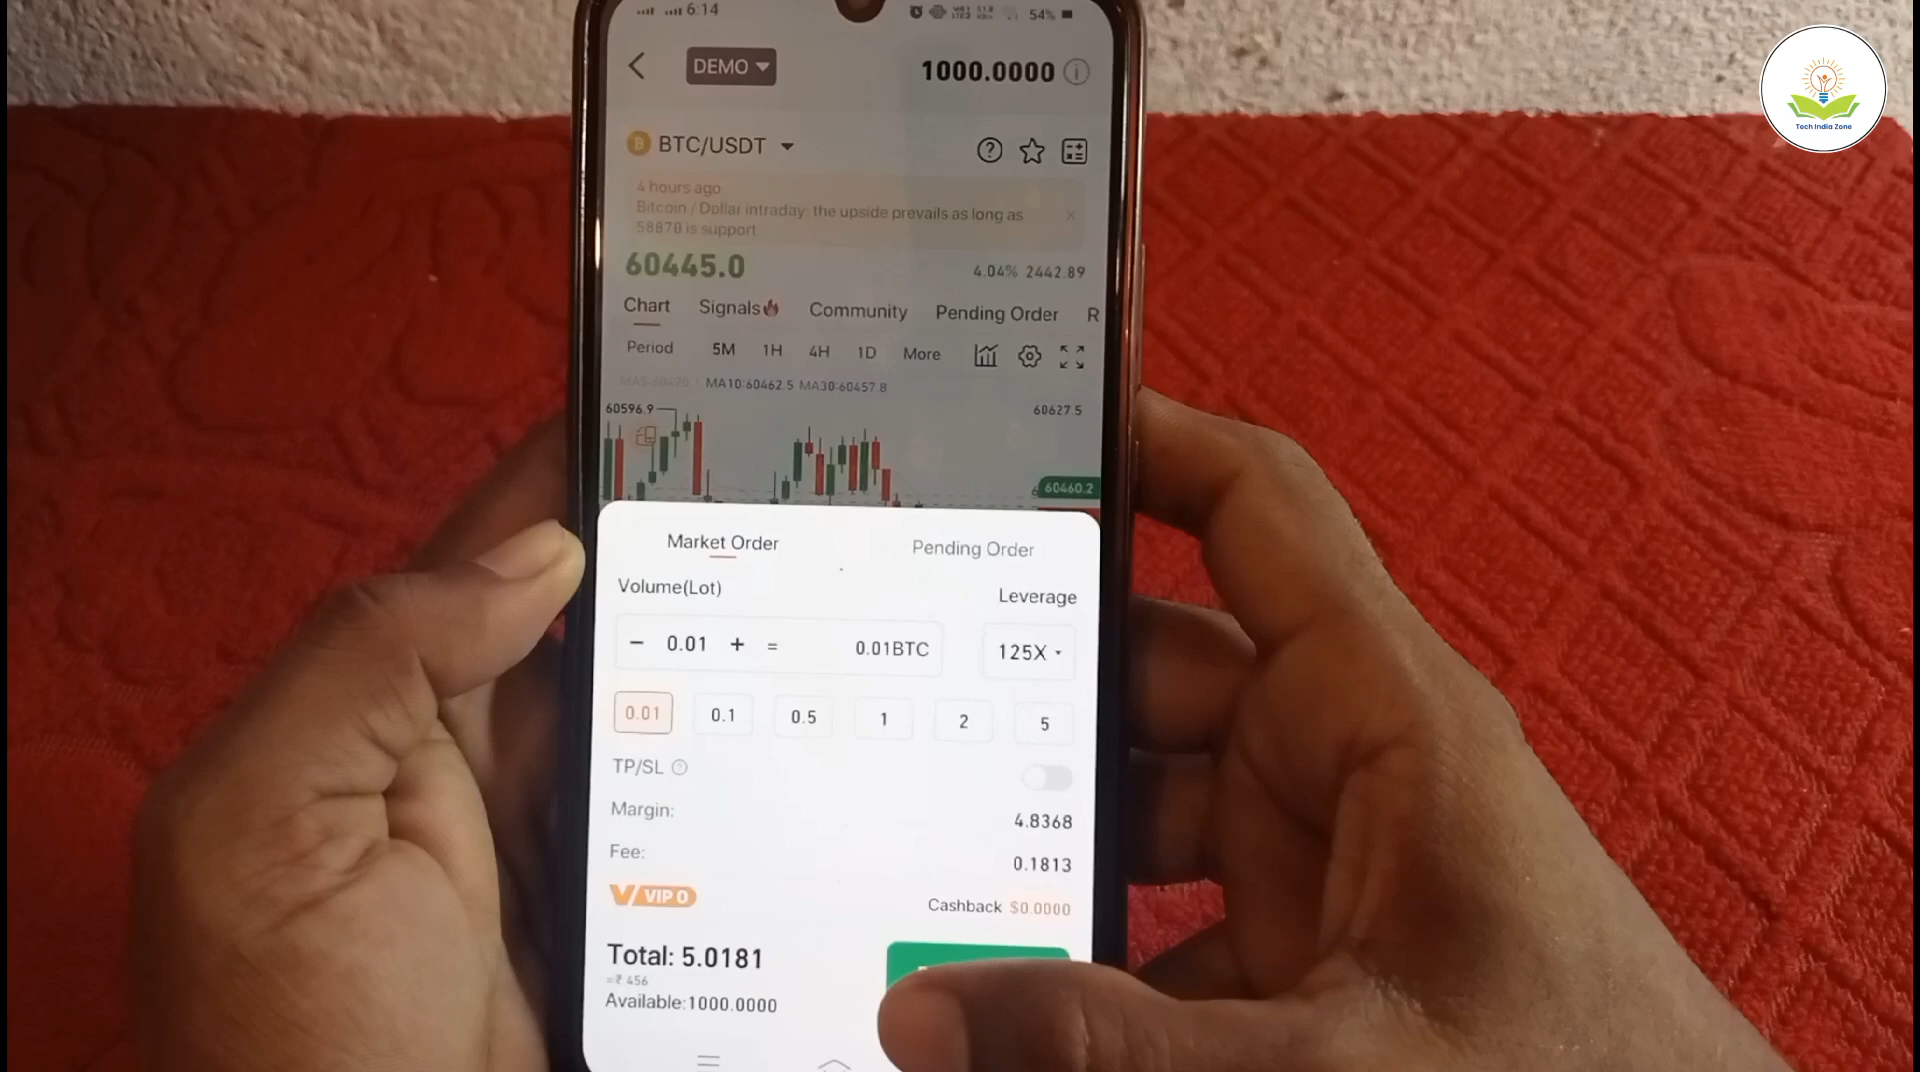 6:14
54%
DEMO
1000.0000
Tech India Zone
BTC/USDT
4 hours ago
Bitcoin / Dollar intraday: the upside prevails as long as
58870 is support
60445.0
4.04% 2442.89
Chart Signals Community Pending Order R
Period 5M 1H 4H 1D More
MA5:60470.1 MA10:60462.5 MA30:60457.8
60596.9
60627.5
60460.2
Market Order Pending Order
Volume(Lot) Leverage
− 0.01 + = 0.01BTC 125X
0.01 0.1 0.5 1 2 5
TP/SL
Margin: 4.8368
Fee: 0.1813
VIP 0 Cashback $0.0000
Total: 5.0181
=₹ 456
Available:1000.0000